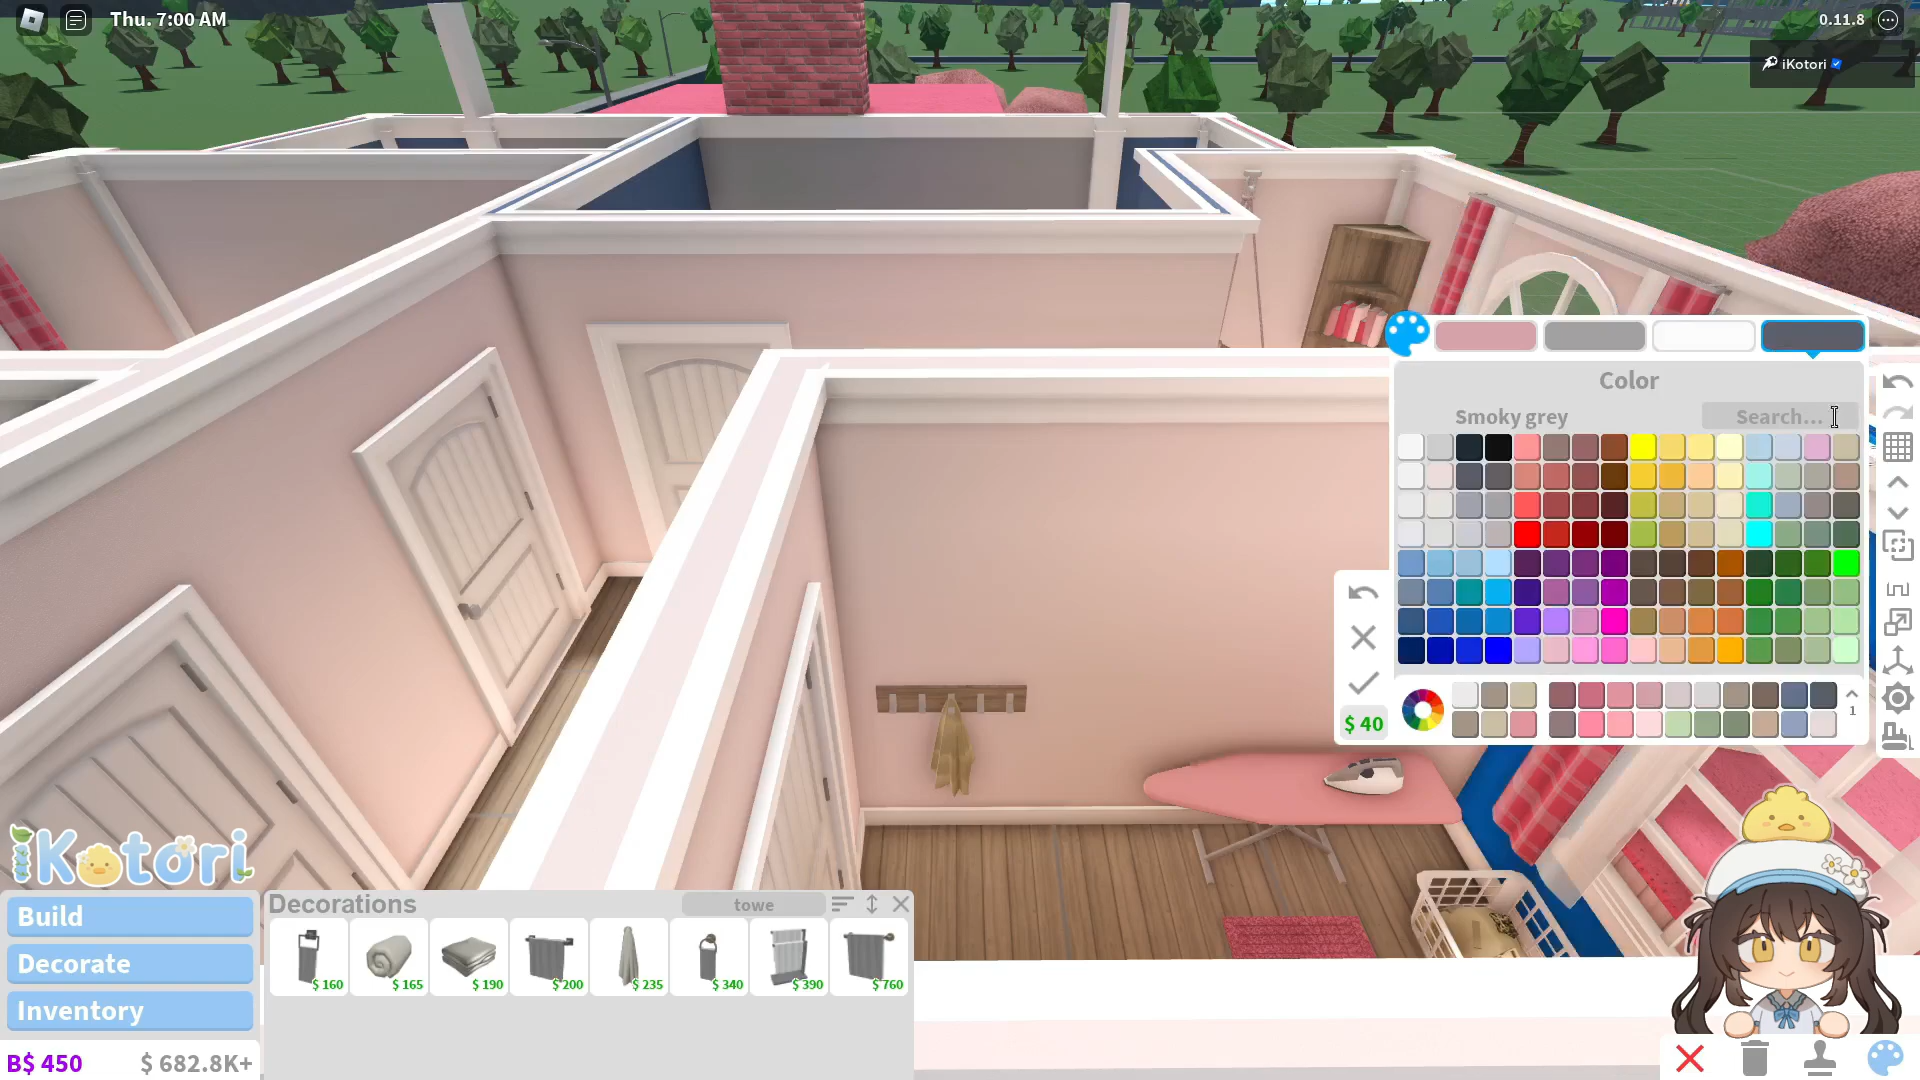 Thu. 7:00 AM
0.11.8
iKotori
Color
Smoky grey
Search...
$ 40
1
iKotori
Build
Decorate
Inventory
B$ 450
$ 682.8K+
Decorations
towe
$ 160
$ 165
$ 190
$ 200
$ 235
$ 340
$ 390
$ 760